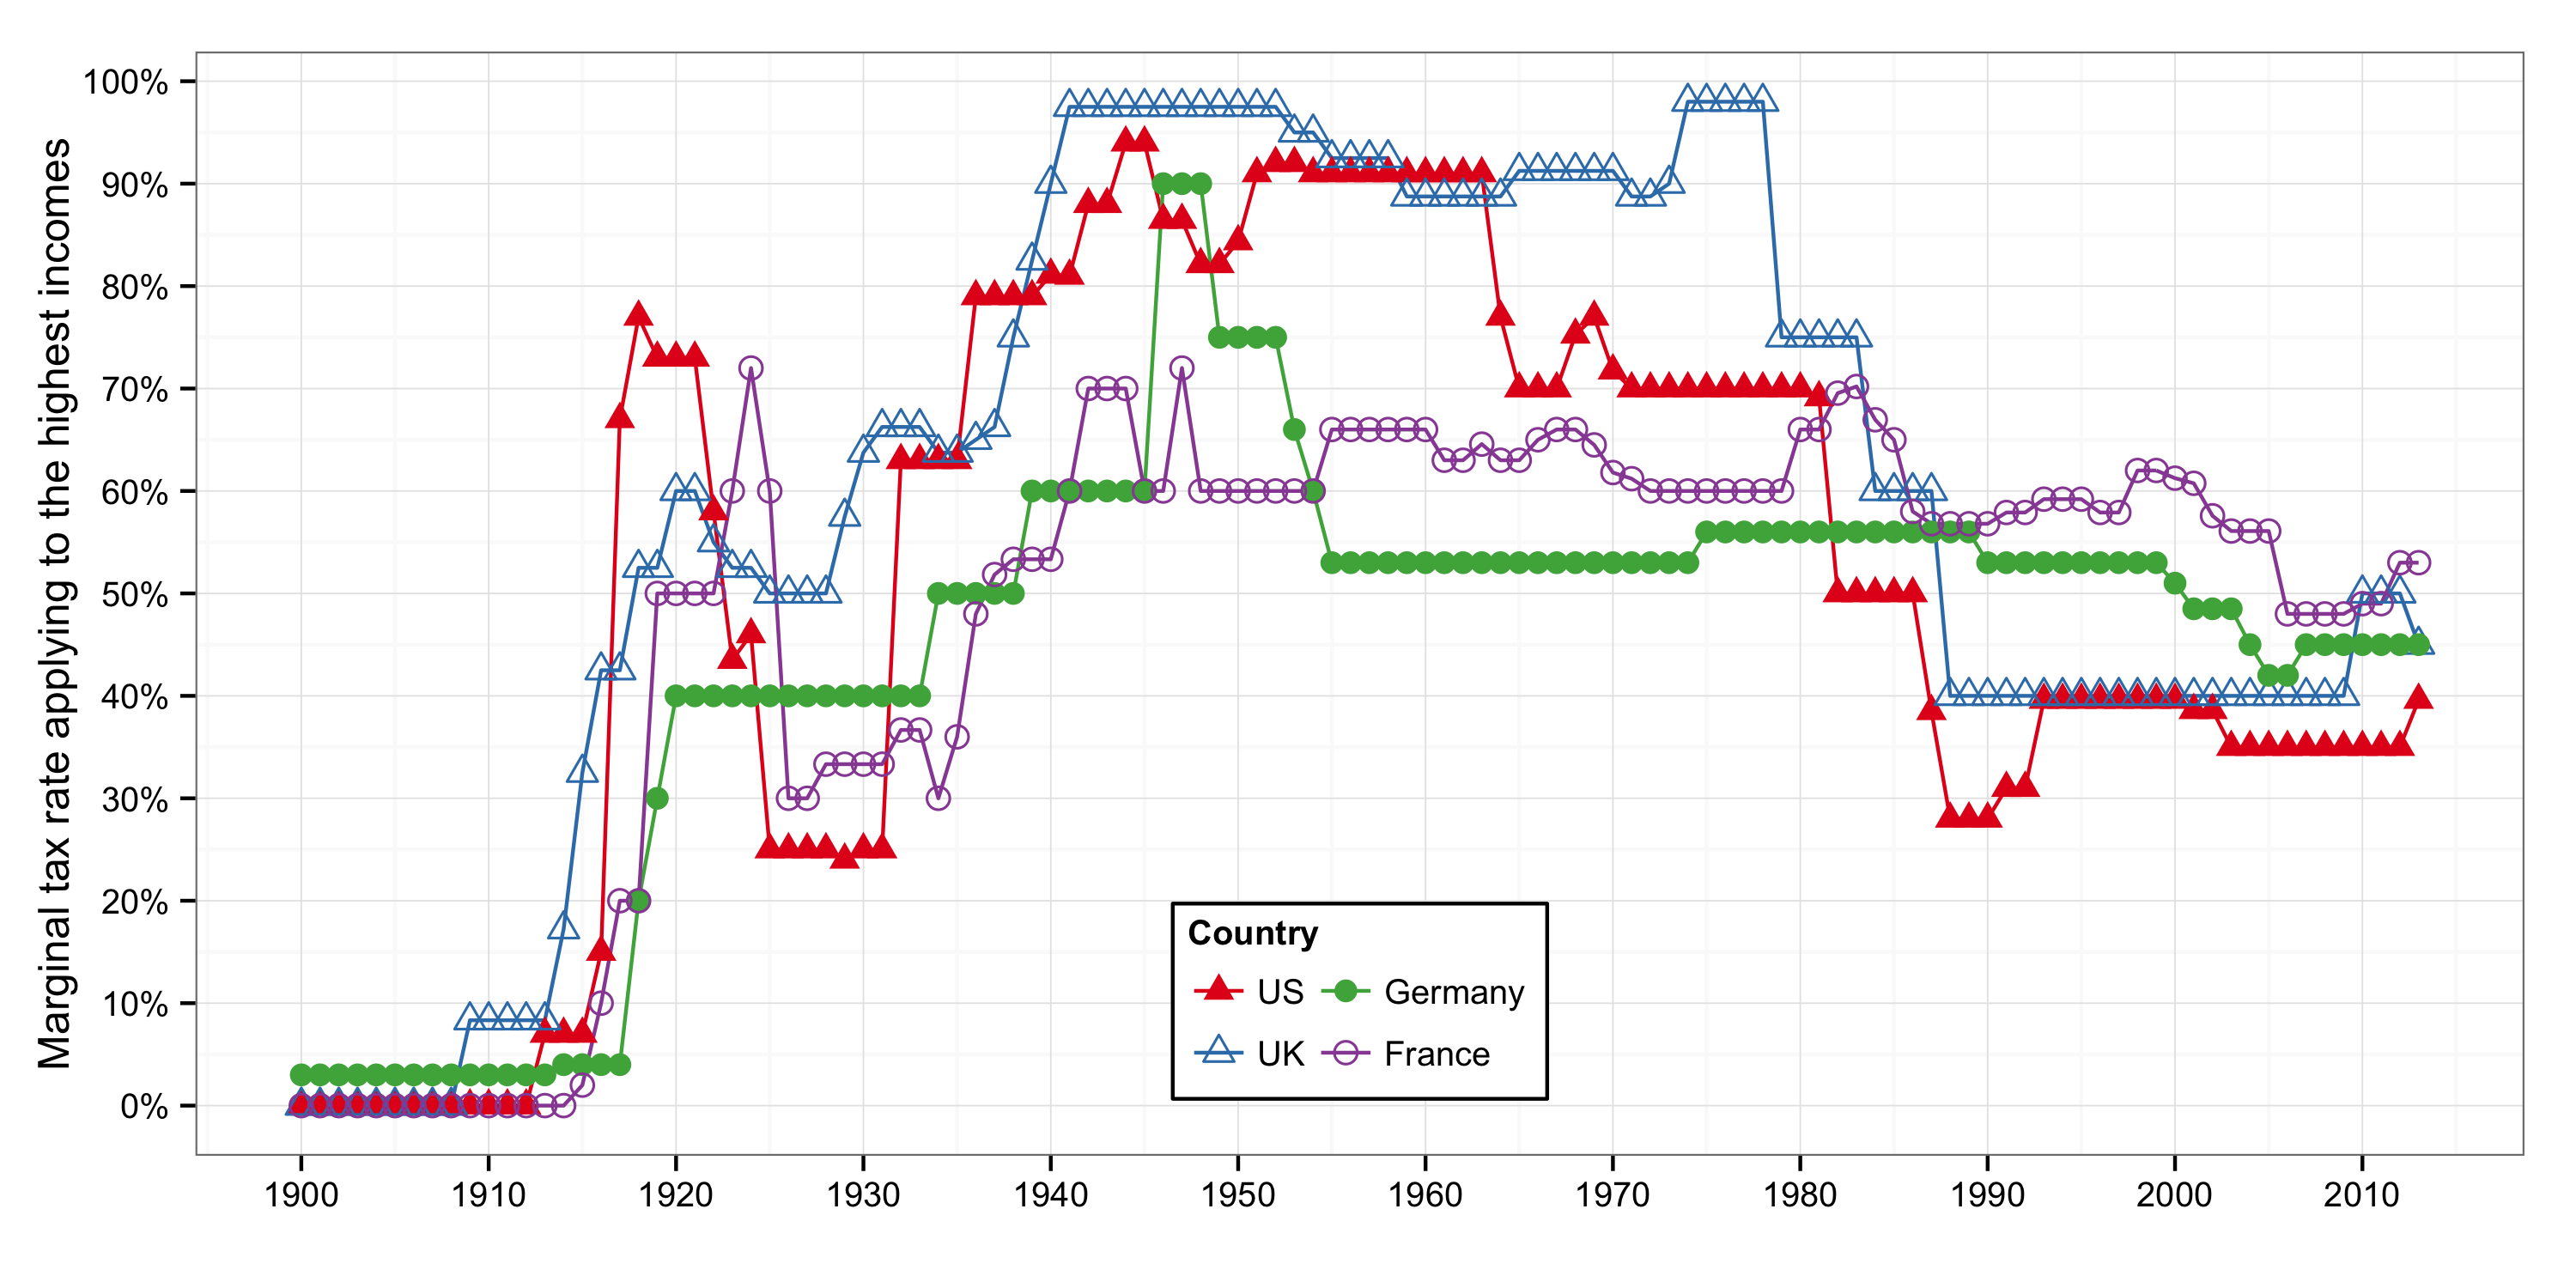 Marginal tax rate applying to the highest incomes
100%
90%
80%
70%
60%
50%
40%
30%
20%
10%
0%
Country
US Germany
UK France
1900 1910 1920 1930 1940 1950 1960 1970 1980 1990 2000 2010